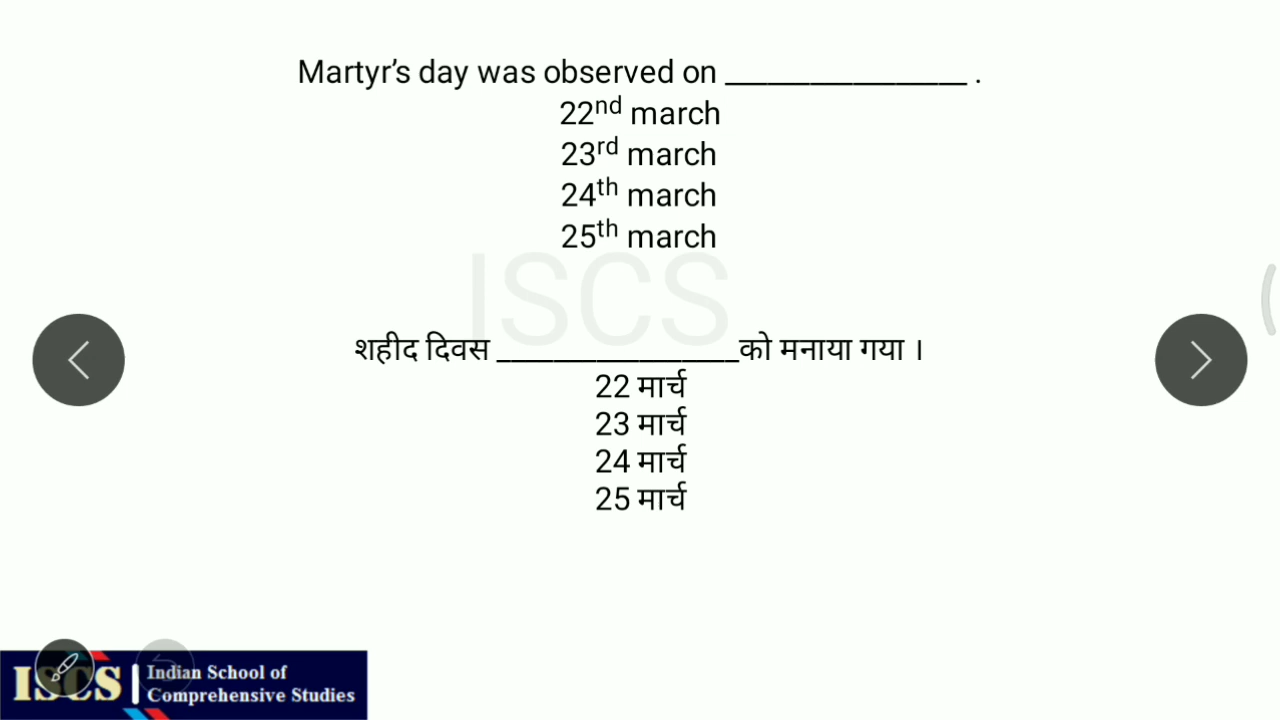 Martyr’s day was observed on _________________ .
22nd march
23rd march
24th march
25th march
ISCS
शहीद दिवस _________________को मनाया गया ।
22 मार्च
23 मार्च
24 मार्च
25 मार्च
ISCS
Indian School of
Comprehensive Studies